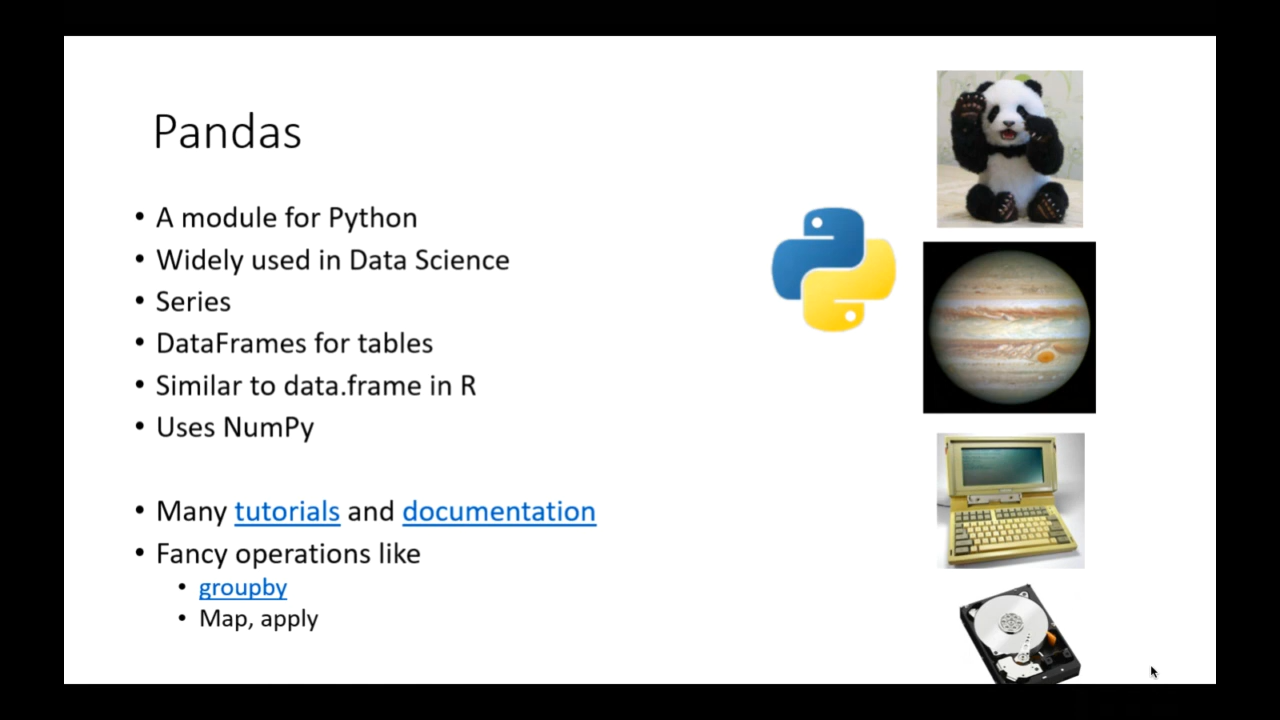 Pandas
• A module for Python
• Widely used in Data Science
• Series
• DataFrames for tables
• Similar to data.frame in R
• Uses NumPy
• Many tutorials and documentation
• Fancy operations like
• groupby
• Map, apply